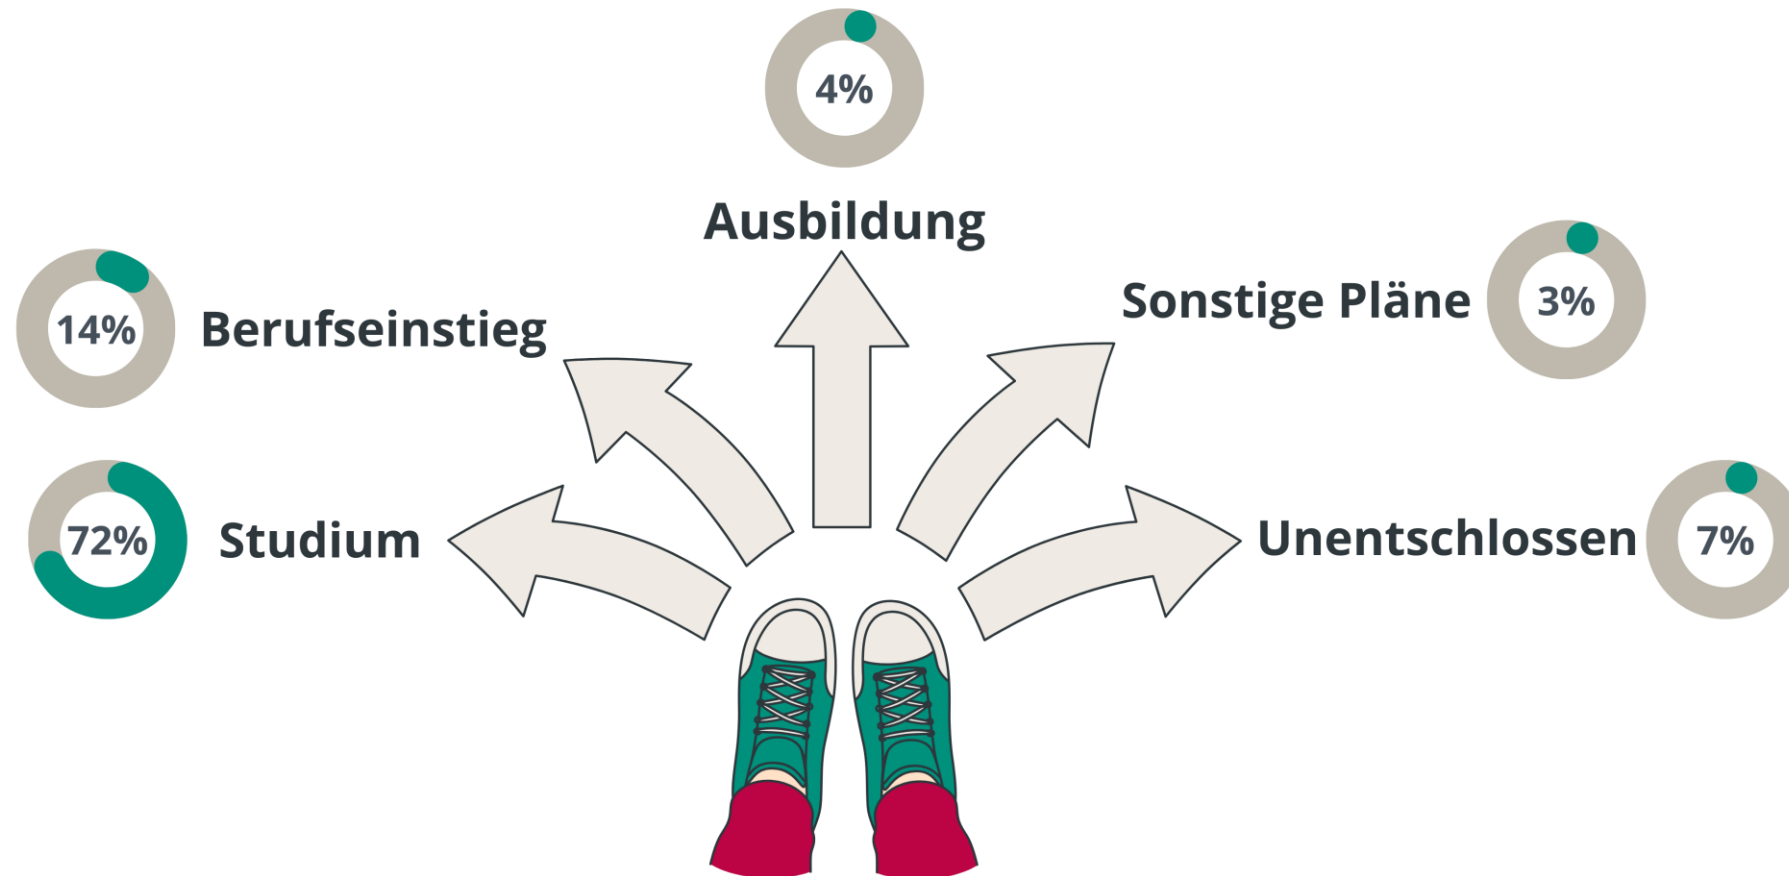 4%
Ausbildung
14%
Berufseinstieg
Sonstige Pläne
3%
72%
Studium
Unentschlossen
7%